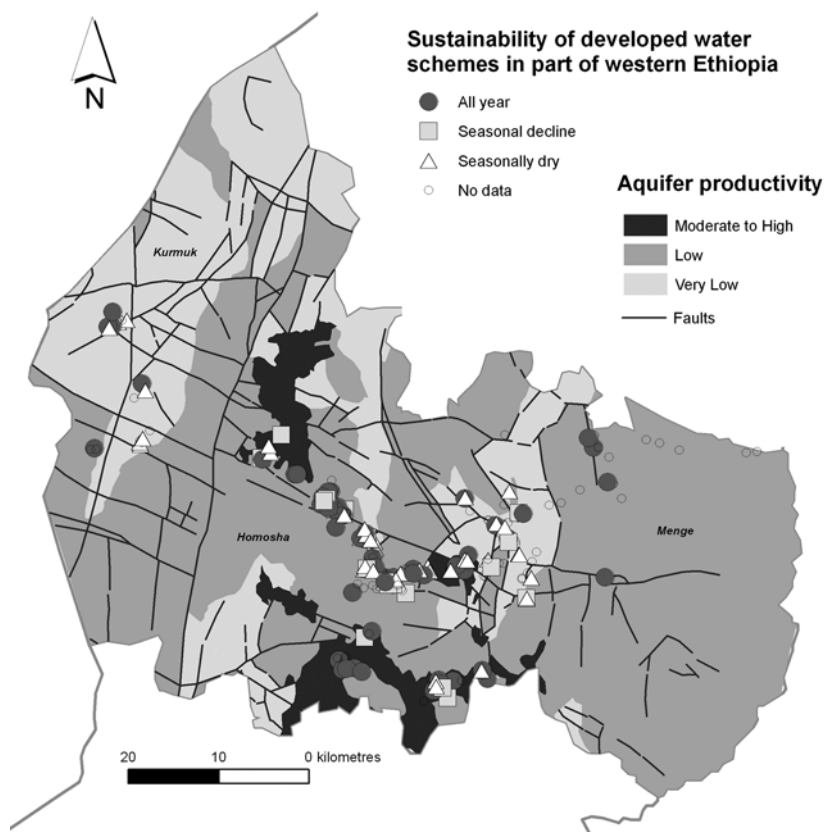 Sustainability of developed water
schemes in part of western Ethiopia
All year
Seasonal decline
Seasonally dry
No data
N
Aquifer productivity
Moderate to High
Low
Very Low
Faults
Kurmuk
Homosha
Menge
20 10 0 kilometres